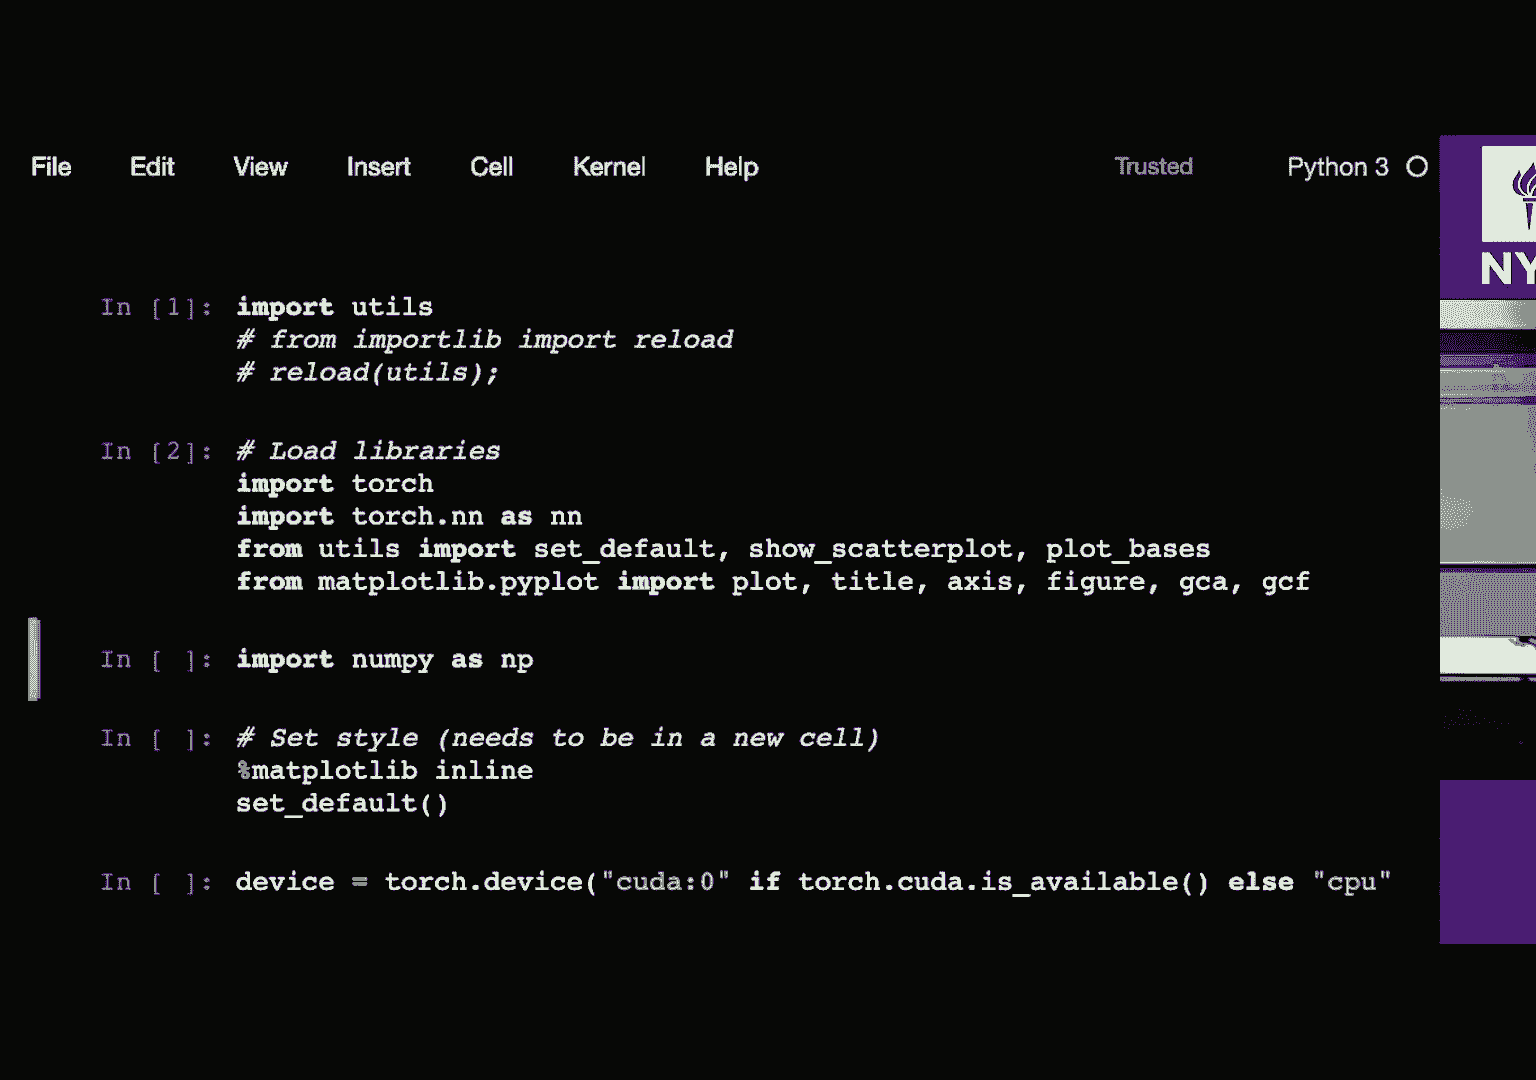 File Edit View Insert Cell Kernel Help Trusted Python 3
NY
In [1]: import utils
# from importlib import reload
# reload(utils);
In [2]: # Load libraries
import torch
import torch.nn as nn
from utils import set_default, show_scatterplot, plot_bases
from matplotlib.pyplot import plot, title, axis, figure, gca, gcf
In [ ]: import numpy as np
In [ ]: # Set style (needs to be in a new cell)
%matplotlib inline
set_default()
In [ ]: device = torch.device("cuda:0" if torch.cuda.is_available() else "cpu"